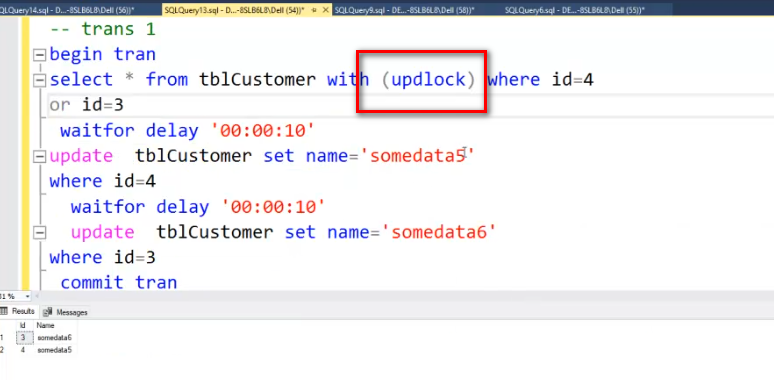 SQLQuery14.sql - D...-8SLB6L8\Dell (56))* SQLQuery13.sql - D...-8SLB6L8\Dell (54))* SQLQuery9.sql - DE...-8SLB6L8\Dell (58))* SQLQuery6.sql - DE...-8SLB6L8\Dell (55))*
-- trans 1
begin tran
select * from tblCustomer with (updlock) where id=4
or id=3
waitfor delay '00:00:10'
update tblCustomer set name='somedata5'
where id=4
waitfor delay '00:00:10'
update tblCustomer set name='somedata6'
where id=3
commit tran
Results Messages
Id Name
1 3 somedata6
2 4 somedata5